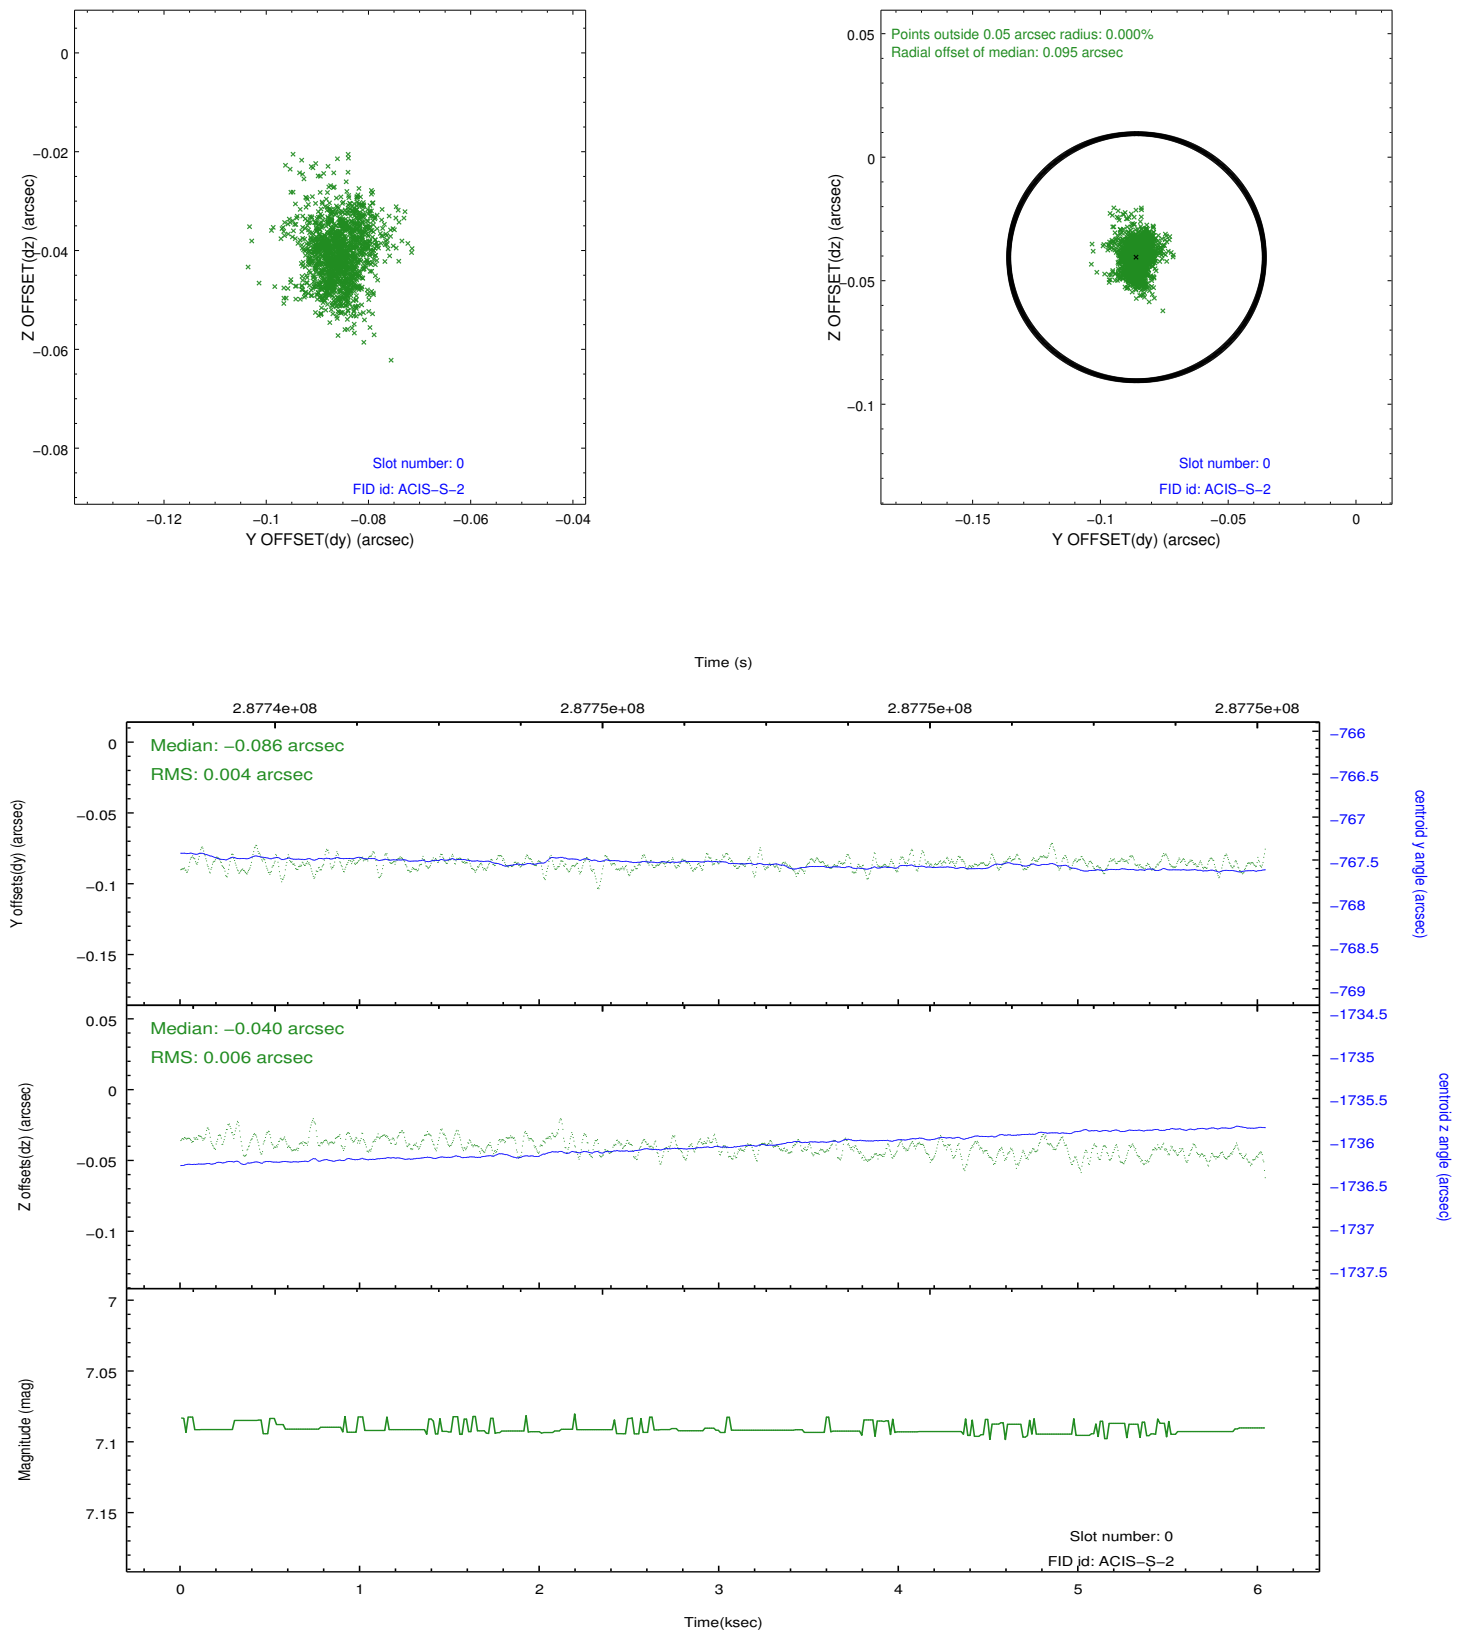 0
−0.02
−0.04
−0.06
−0.08
Z OFFSET(dz) (arcsec)
Slot number: 0
FID id: ACIS−S−2
−0.12
−0.1
−0.08
−0.06
−0.04
Y OFFSET(dy) (arcsec)
Points outside 0.05 arcsec radius: 0.000%
Radial offset of median: 0.095 arcsec
0.05
0
−0.05
−0.1
Z OFFSET(dz) (arcsec)
Slot number: 0
FID id: ACIS−S−2
−0.15
−0.1
−0.05
0
Y OFFSET(dy) (arcsec)
Time (s)
2.8774e+08
2.8775e+08
2.8775e+08
2.8775e+08
Median: −0.086 arcsec
RMS: 0.004 arcsec
0
−0.05
−0.1
−0.15
Y offsets(dy) (arcsec)
−766
−766.5
−767
−767.5
−768
−768.5
−769
centroid y angle (arcsec)
Median: −0.040 arcsec
RMS: 0.006 arcsec
0.05
0
−0.05
−0.1
Z offsets(dz) (arcsec)
−1734.5
−1735
−1735.5
−1736
−1736.5
−1737
−1737.5
centroid z angle (arcsec)
7
7.05
7.1
7.15
Magnitude (mag)
Slot number: 0
FID id: ACIS−S−2
0
1
2
3
4
5
6
Time(ksec)